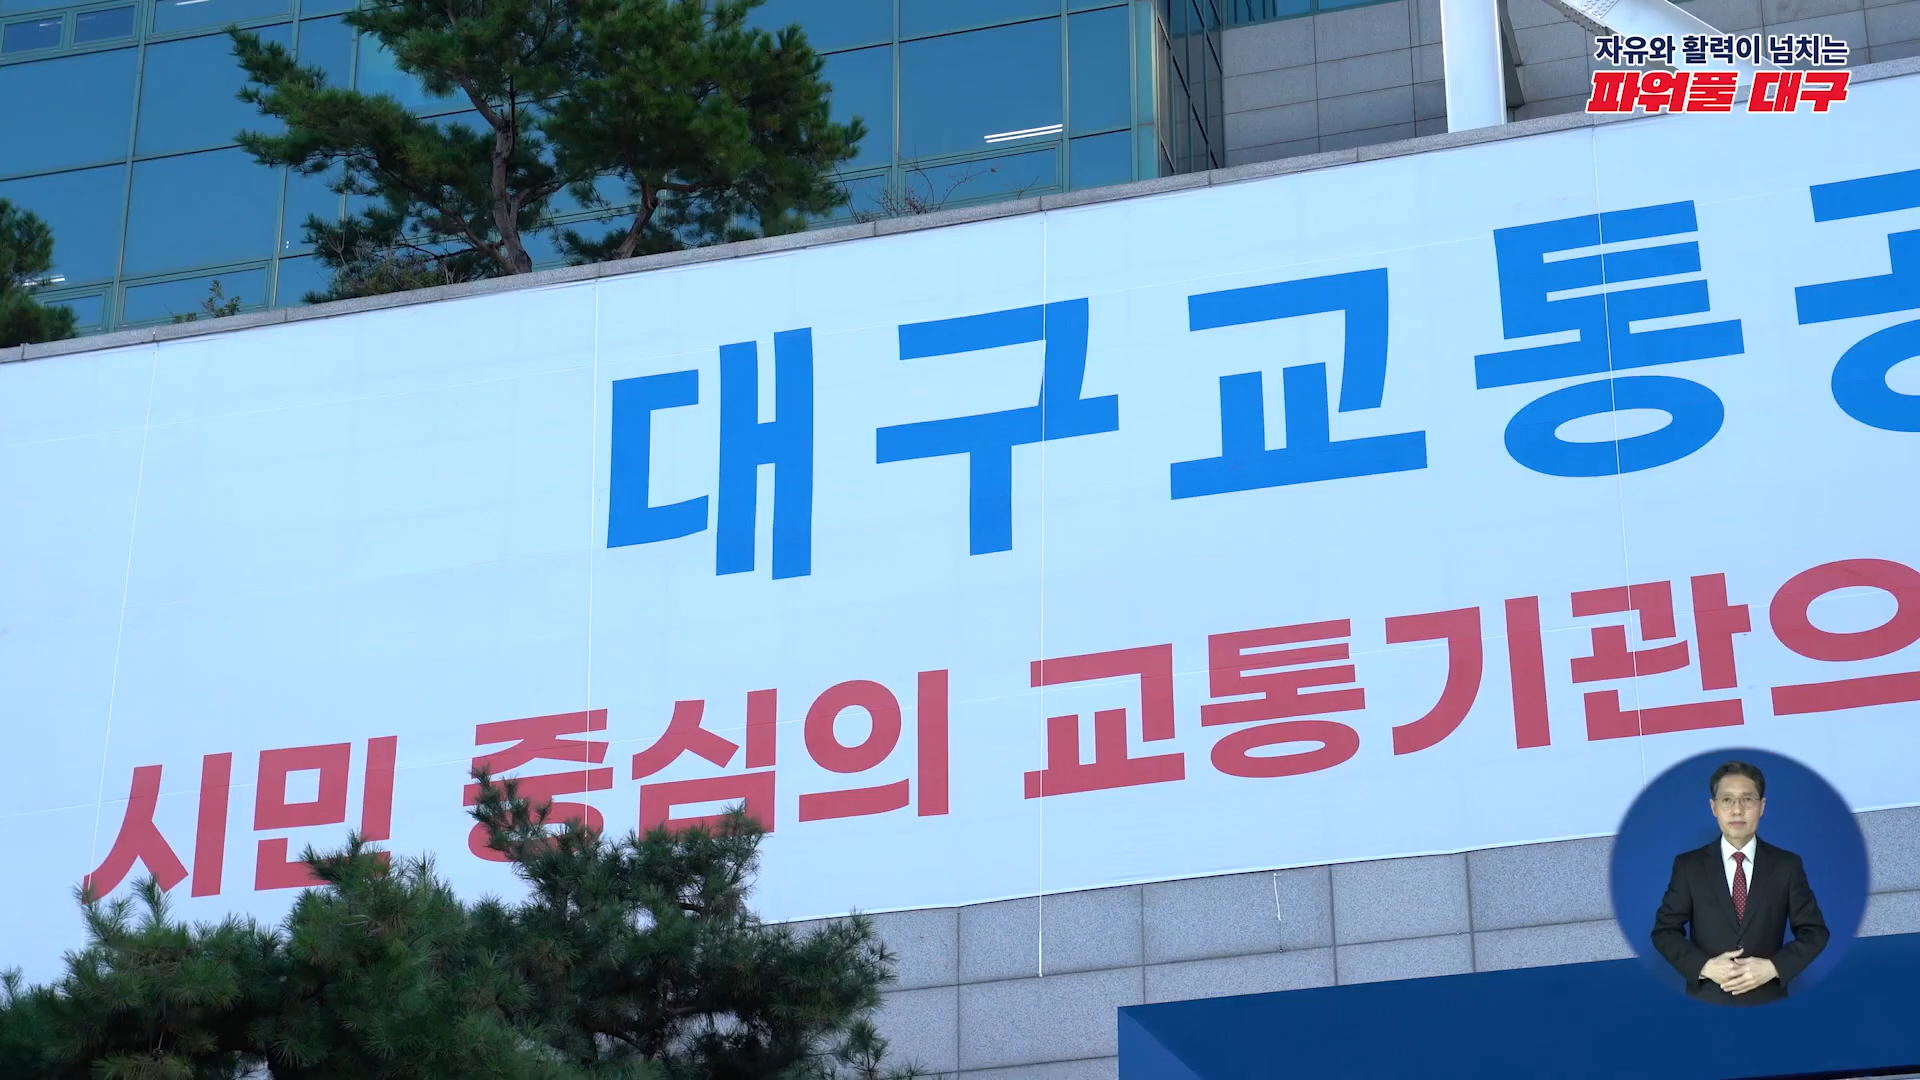 자유와 활력이 넘치는
파워풀 대구
대구교통
시민 중심의 교통기관으